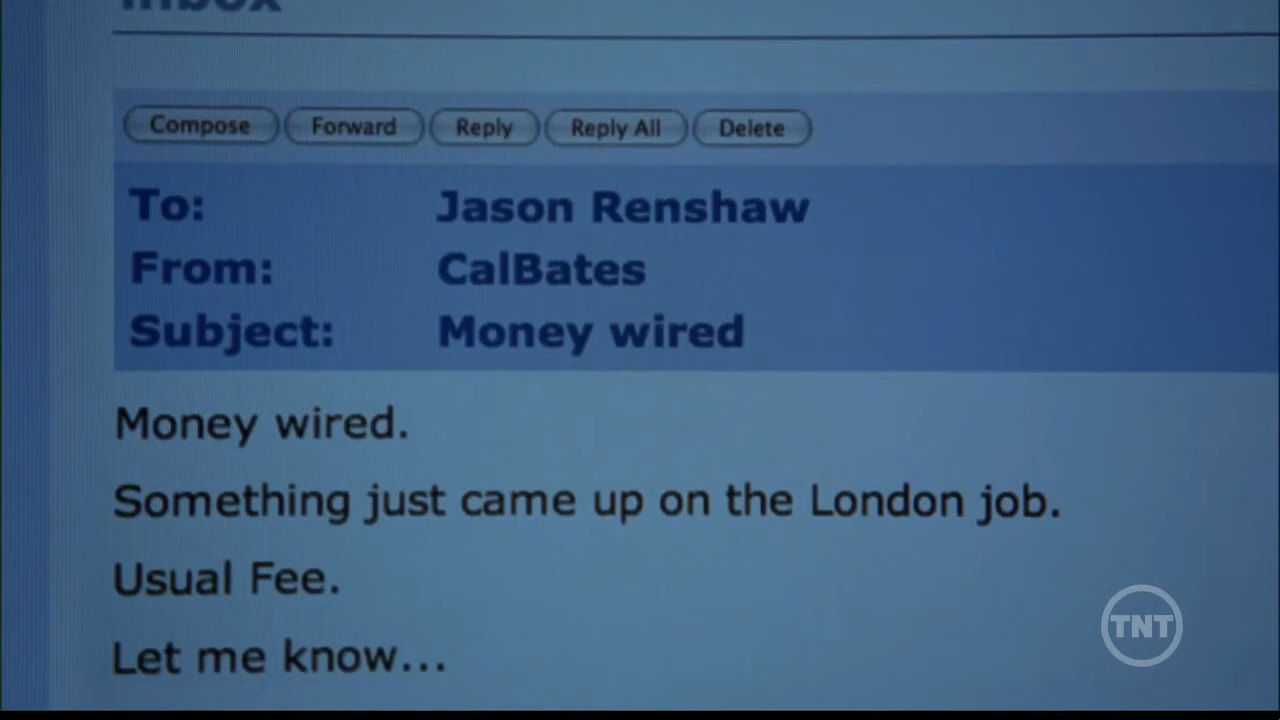 Inbox
Compose Forward Reply Reply All Delete
To: Jason Renshaw
From: CalBates
Subject: Money wired
Money wired.
Something just came up on the London job.
Usual Fee.
Let me know...
TNT